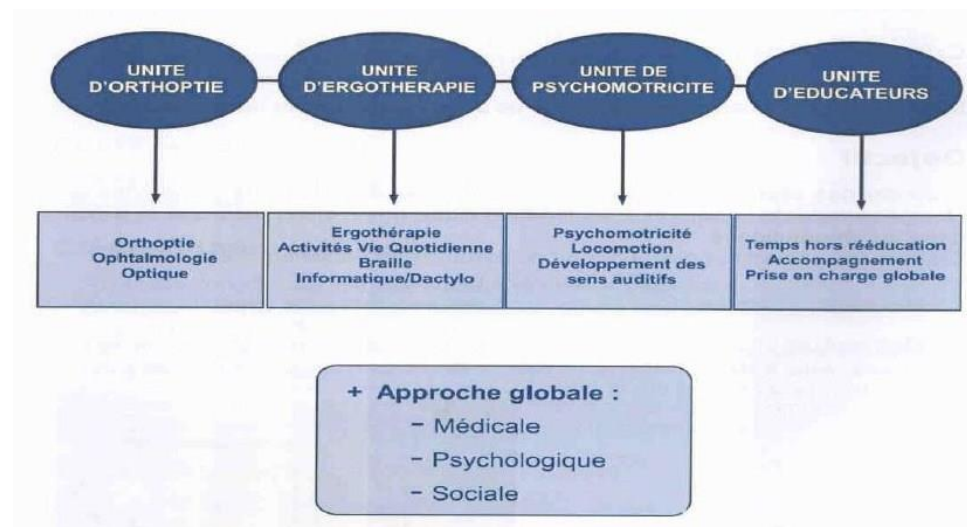 UNITE
D'ORTHOPTIE
UNITE
D'ERGOTHERAPIE
UNITE DE
PSYCHOMOTRICITE
UNITE
D'EDUCATEURS
Orthoptie
Ophtalmologie
Optique
Ergothérapie
Activités Vie Quotidienne
Braille
Informatique/Dactylo
Psychomotricité
Locomotion
Développement des
sens auditifs
Temps hors rééducation
Accompagnement
Prise en charge globale
+ Approche globale :
- Médicale
- Psychologique
- Sociale